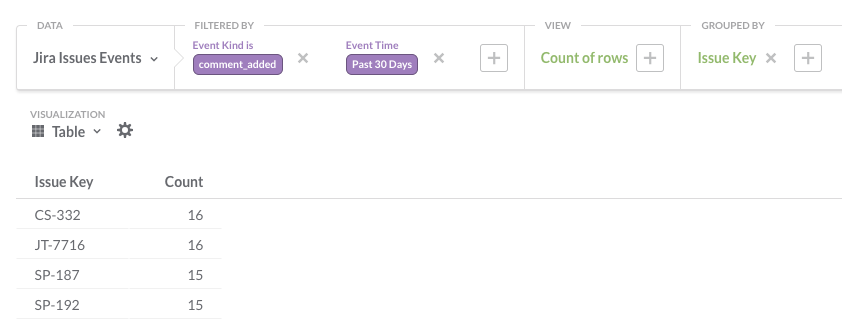 DATA
FILTERED BY
VIEW
GROUPED BY
Jira Issues Events
Event Kind is
comment_added
Event Time
Past 30 Days
Count of rows
Issue Key
VISUALIZATION
Table
Issue Key Count
CS-332 16
JT-7716 16
SP-187 15
SP-192 15